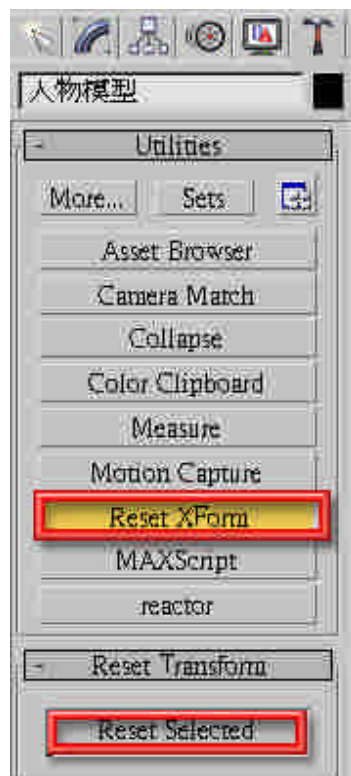 人物模型
- Utilities
More... Sets
Asset Browser
Camera Match
Collapse
Color Clipboard
Measure
Motion Capture
Reset XForm
MAXScript
reactor
- Reset Transform
Reset Selected